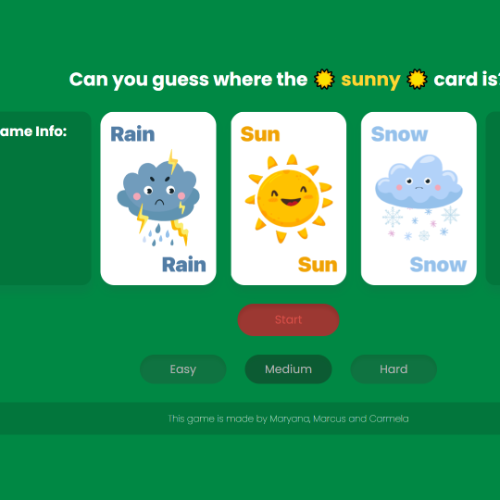 Can you guess where the sunny card is?
ame Info:
Rain
Rain
Sun
Sun
Snow
Snow
Start
Easy
Medium
Hard
This game is made by Maryana, Marcus and Carmela